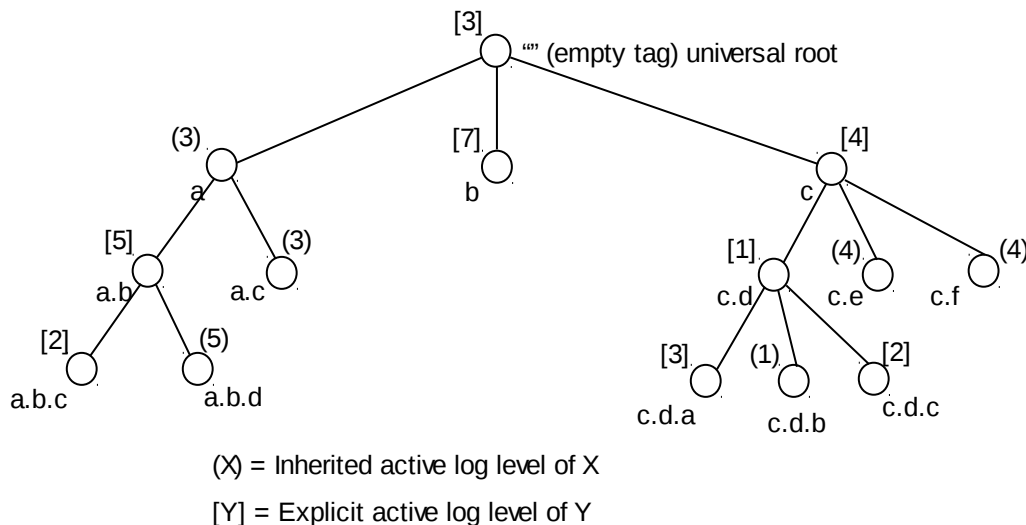 [3]
“” (empty tag) universal root
(3)
a
[7]
b
[4]
c
[5]
a.b
(3)
a.c
[1]
c.d
(4)
c.e
(4)
c.f
[2]
a.b.c
(5)
a.b.d
[3]
c.d.a
(1)
c.d.b
[2]
c.d.c
(X) = Inherited active log level of X
[Y] = Explicit active log level of Y